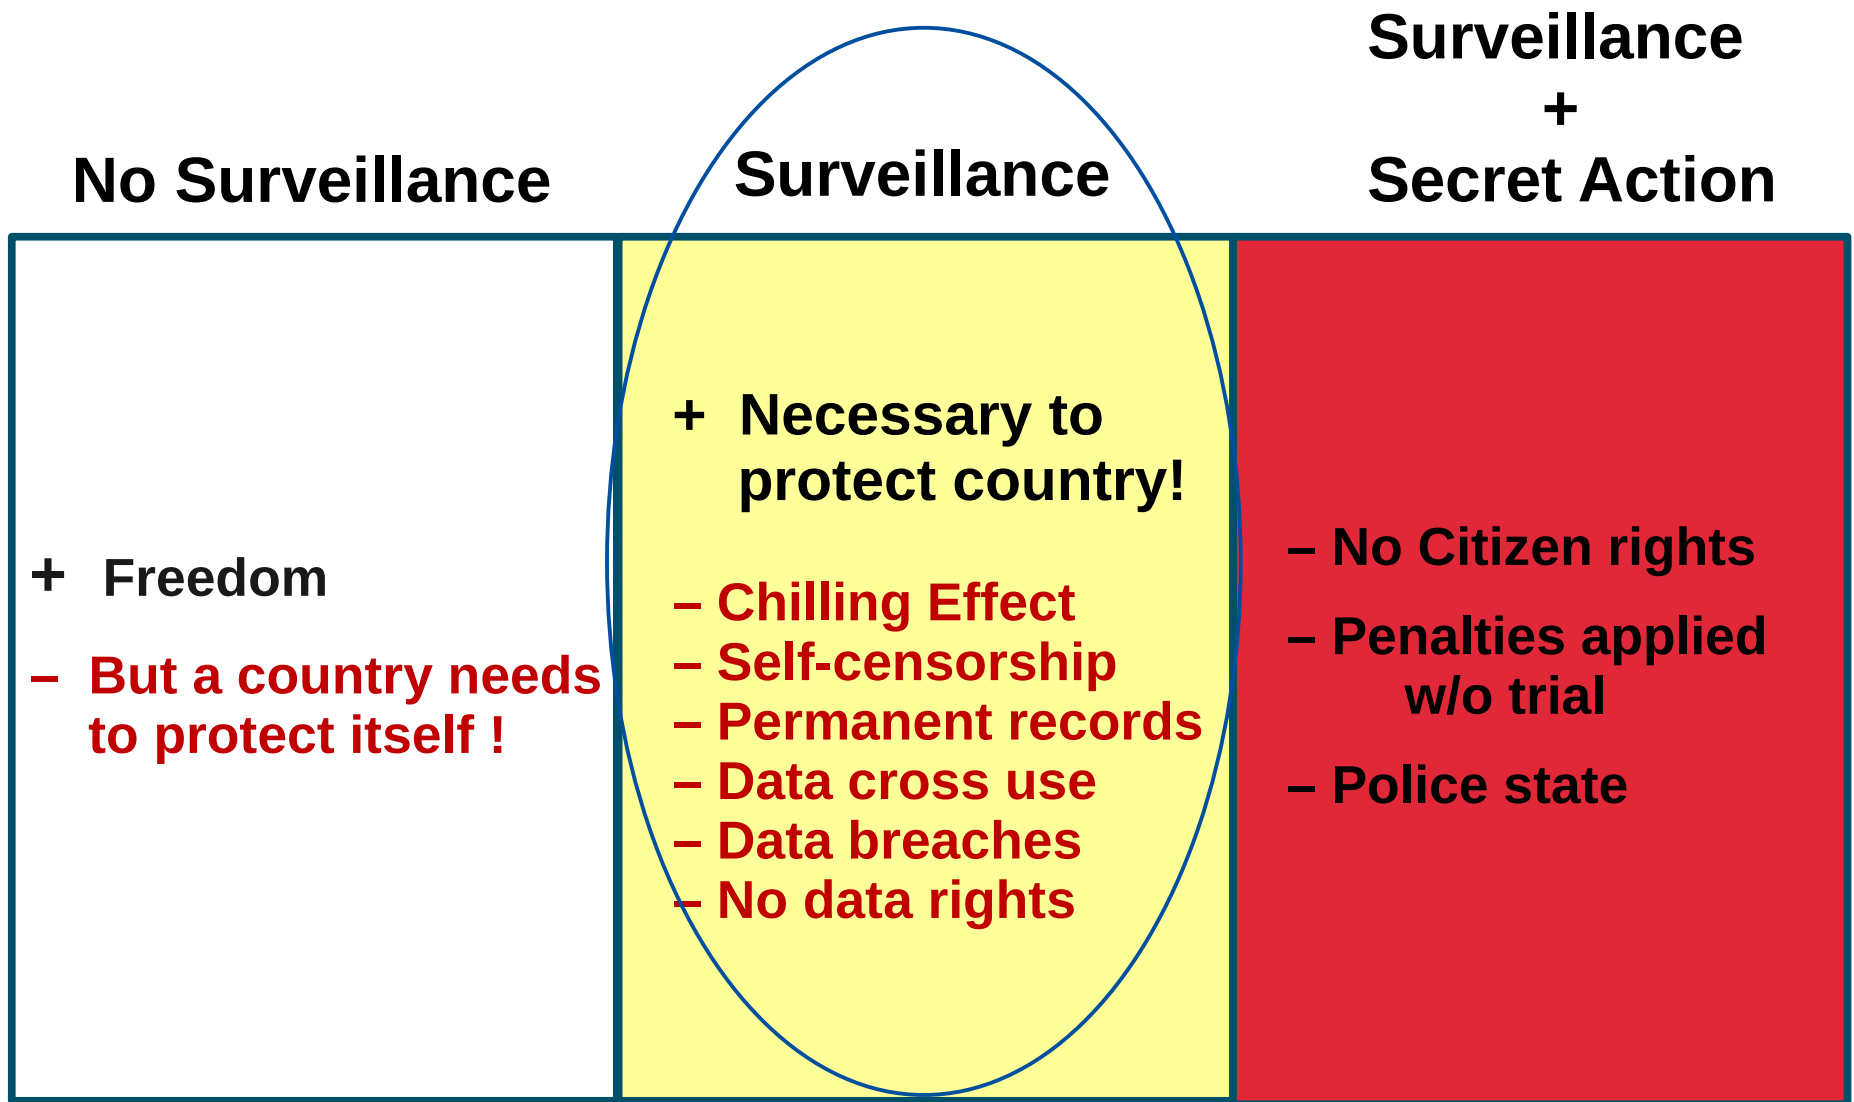 No Surveillance
Surveillance
Surveillance
+
Secret Action
+ Freedom
– But a country needs
to protect itself !
+ Necessary to
protect country!
– Chilling Effect
– Self-censorship
– Permanent records
– Data cross use
– Data breaches
– No data rights
– No Citizen rights
– Penalties applied
w/o trial
– Police state